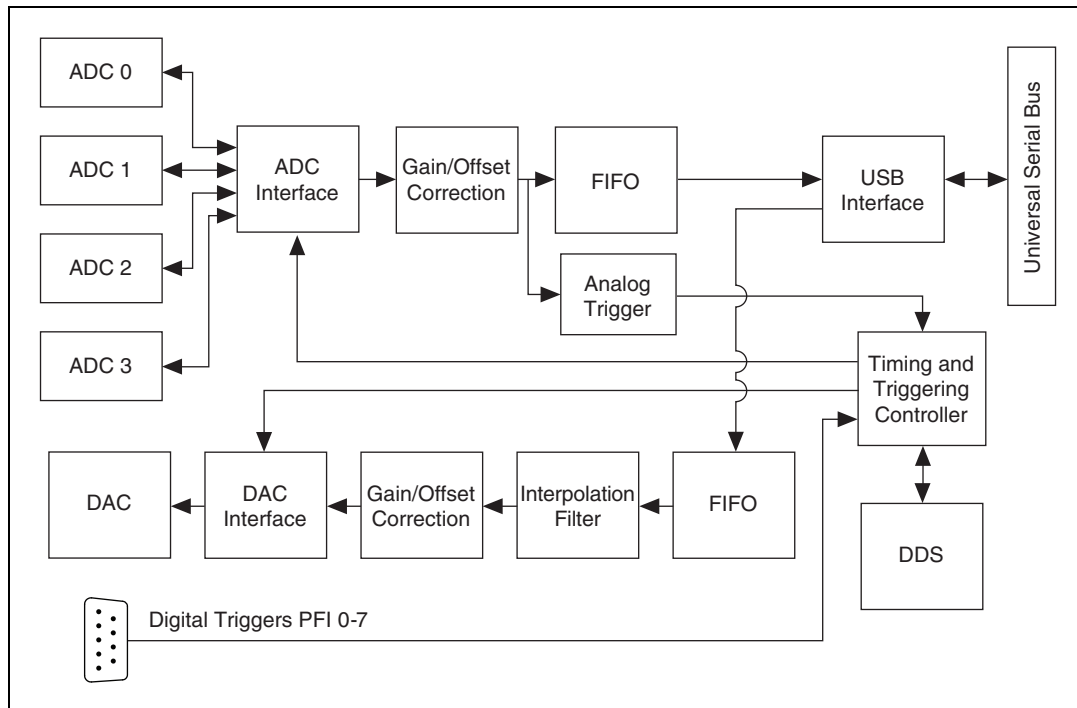 ADC 0
ADC 1
ADC 2
ADC 3
ADC
Interface
Gain/Offset
Correction
FIFO
USB
Interface
Universal Serial Bus
Analog
Trigger
Timing and
Triggering
Controller
DAC
DAC
Interface
Gain/Offset
Correction
Interpolation
Filter
FIFO
DDS
Digital Triggers PFI 0-7